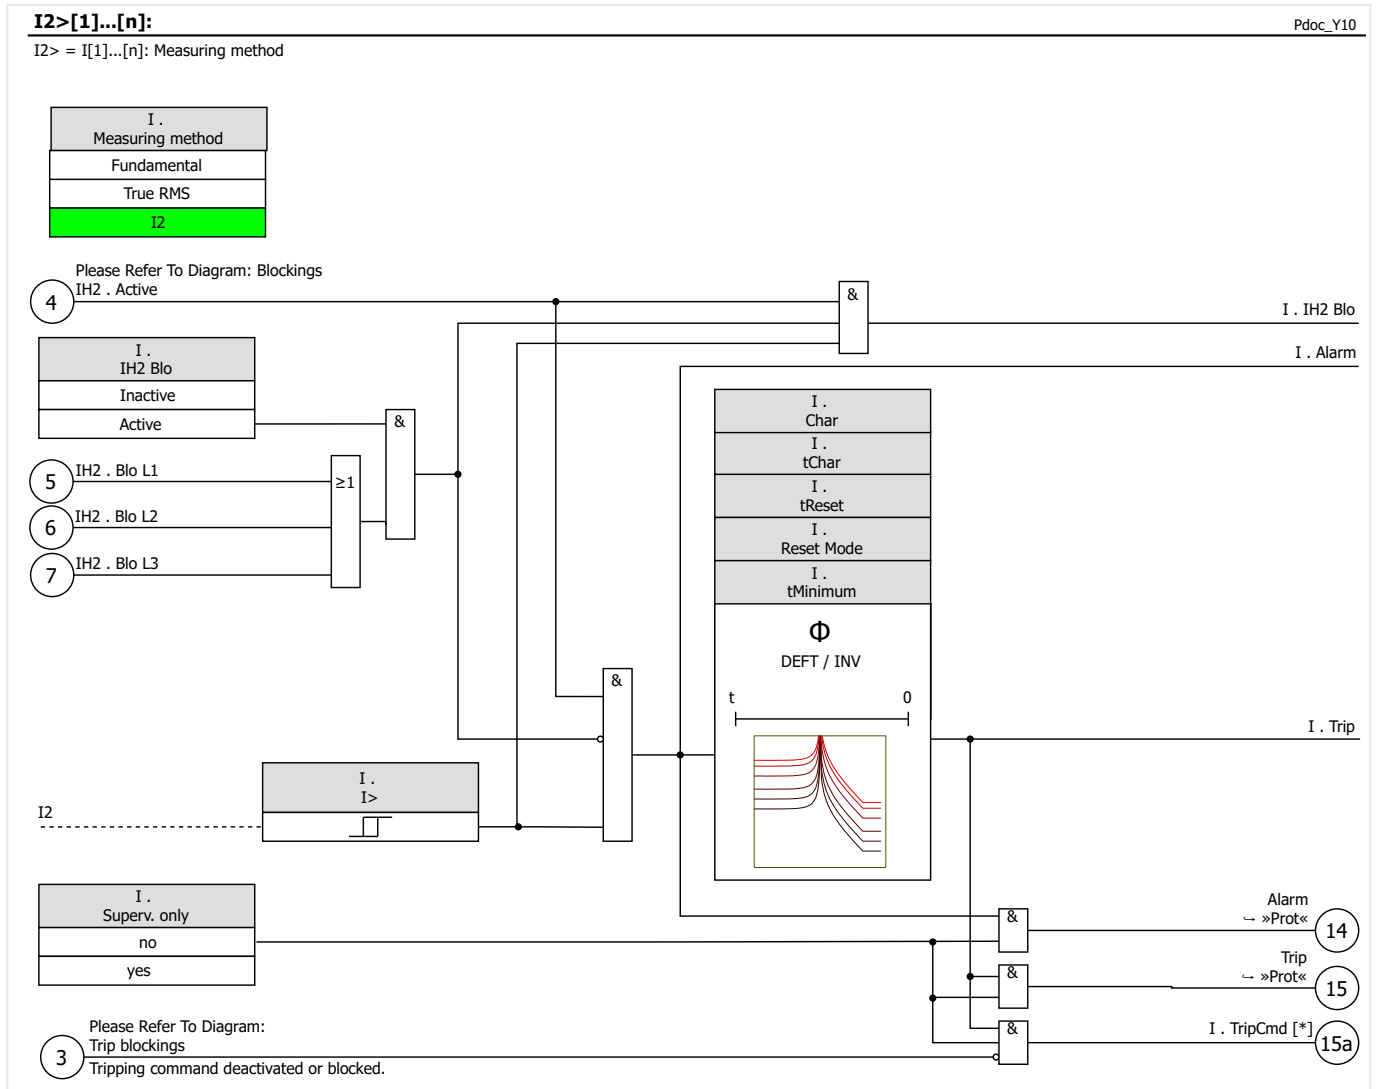 I2>[1]...[n]:
Pdoc_Y10
I2> = I[1]...[n]: Measuring method
I .
Measuring method
Fundamental
True RMS
I2
Please Refer To Diagram: Blockings
4
IH2 . Active
&
I . IH2 Blo
I . Alarm
I .
IH2 Blo
Inactive
Active
&
5
IH2 . Blo L1
≥1
6
IH2 . Blo L2
7
IH2 . Blo L3
I .
Char
I .
tChar
I .
tReset
I .
Reset Mode
I .
tMinimum
Φ
DEFT / INV
t
0
&
I . Trip
I .
I>
I2
I .
Superv. only
no
yes
&
Alarm
↪ »Prot«
14
&
Trip
↪ »Prot«
15
&
I . TripCmd [*]
15a
Please Refer To Diagram:
3
Trip blockings
Tripping command deactivated or blocked.